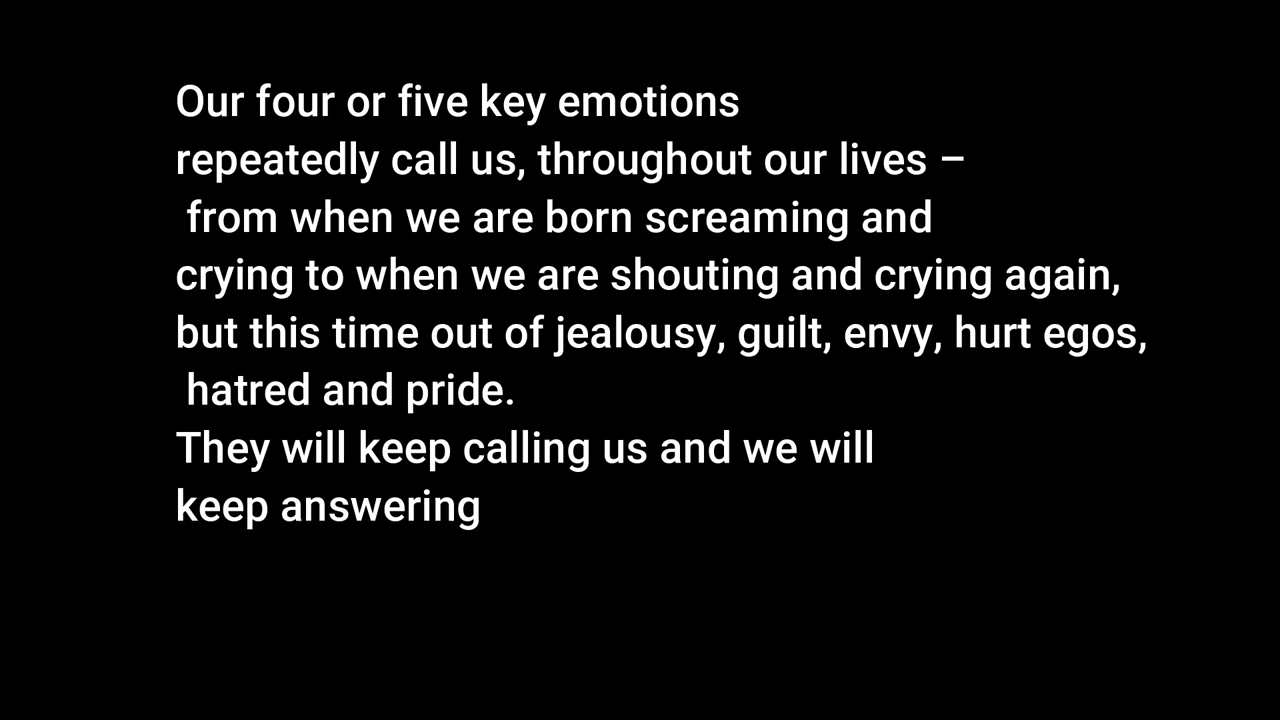 Our four or five key emotions
repeatedly call us, throughout our lives –
from when we are born screaming and
crying to when we are shouting and crying again,
but this time out of jealousy, guilt, envy, hurt egos,
hatred and pride.
They will keep calling us and we will
keep answering